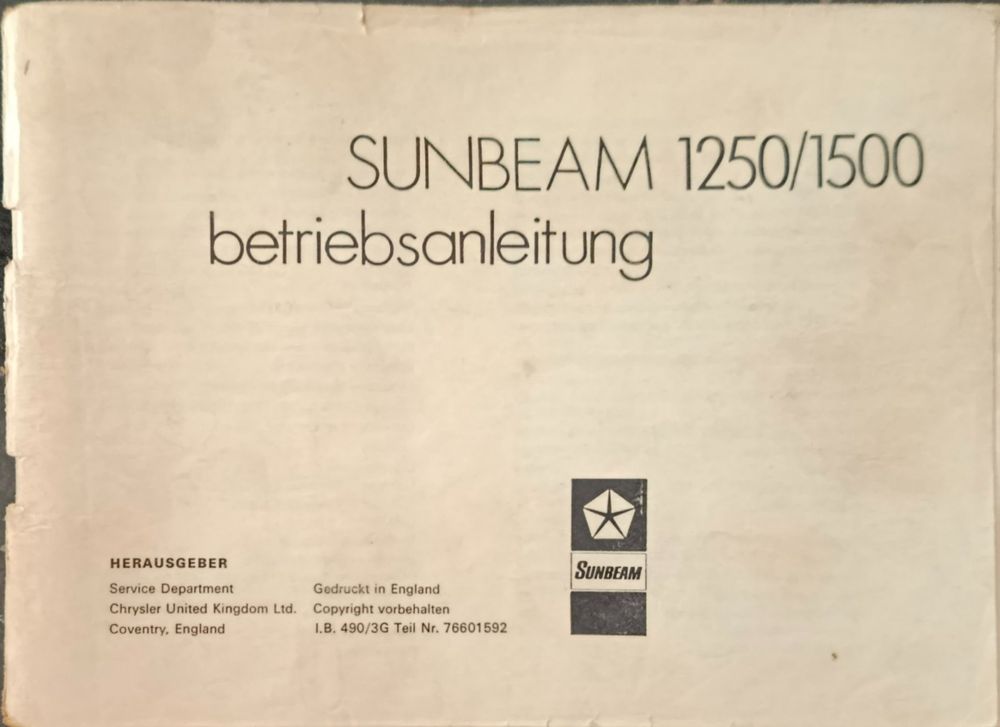 SUNBEAM 1250/1500
betriebsanleitung
HERAUSGEBER
Service Department
Chrysler United Kingdom Ltd.
Coventry, England
Gedruckt in England
Copyright vorbehalten
I.B. 490/3G Teil Nr. 76601592
SUNBEAM